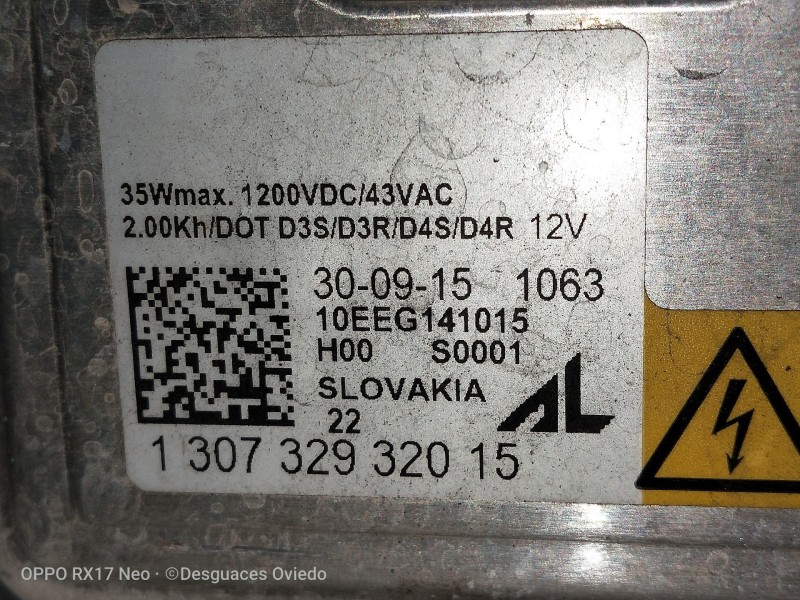 35Wmax. 1200VDC/43VAC
2.00Kh/DOT D3S/D3R/D4S/D4R 12V
30-09-15 1063
10EEG141015
H00 S0001
SLOVAKIA
22
AL
1 307 329 320 15
OPPO RX17 Neo · ©Desguaces Oviedo